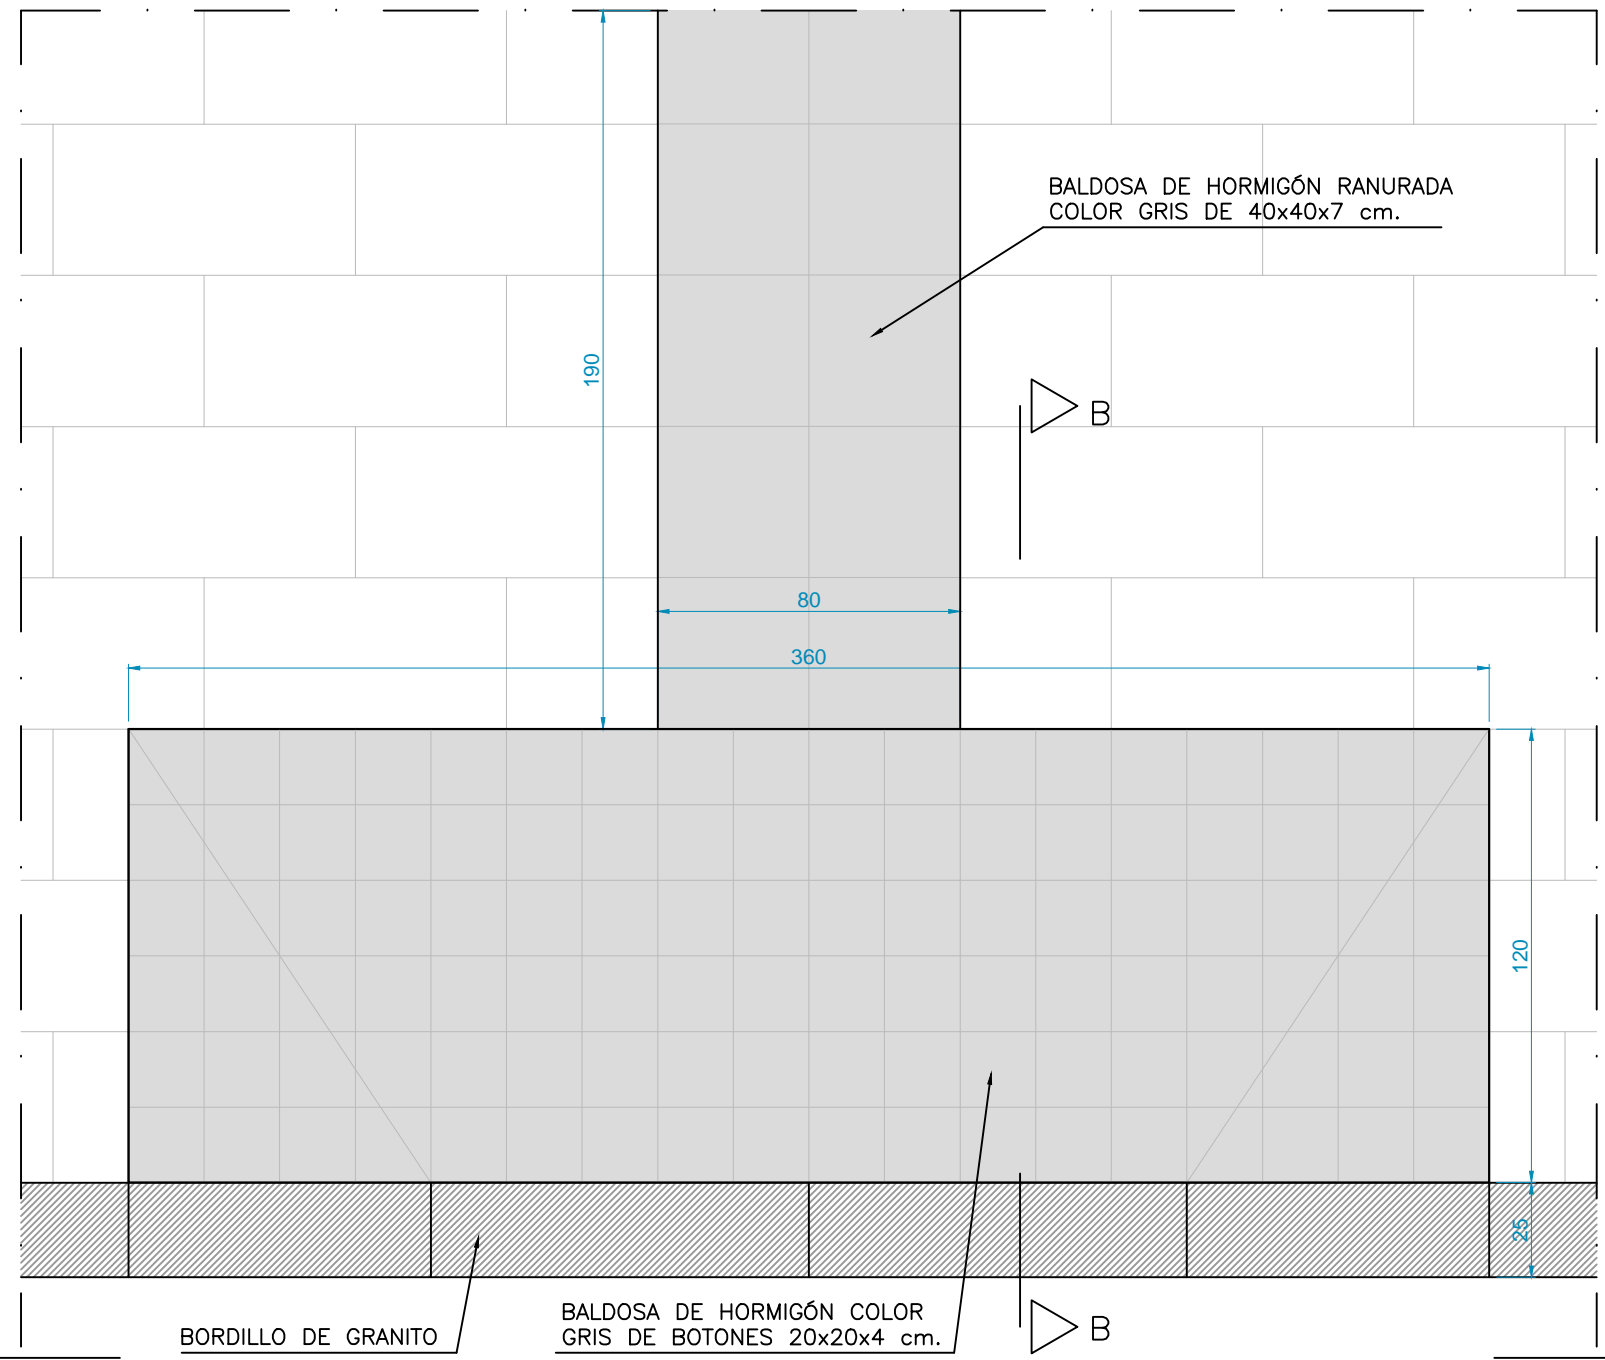 BALDOSA DE HORMIGÓN RANURADA
COLOR GRIS DE 40x40x7 cm.
190
B
80
360
120
25
BORDILLO DE GRANITO
BALDOSA DE HORMIGÓN COLOR
GRIS DE BOTONES 20x20x4 cm.
B